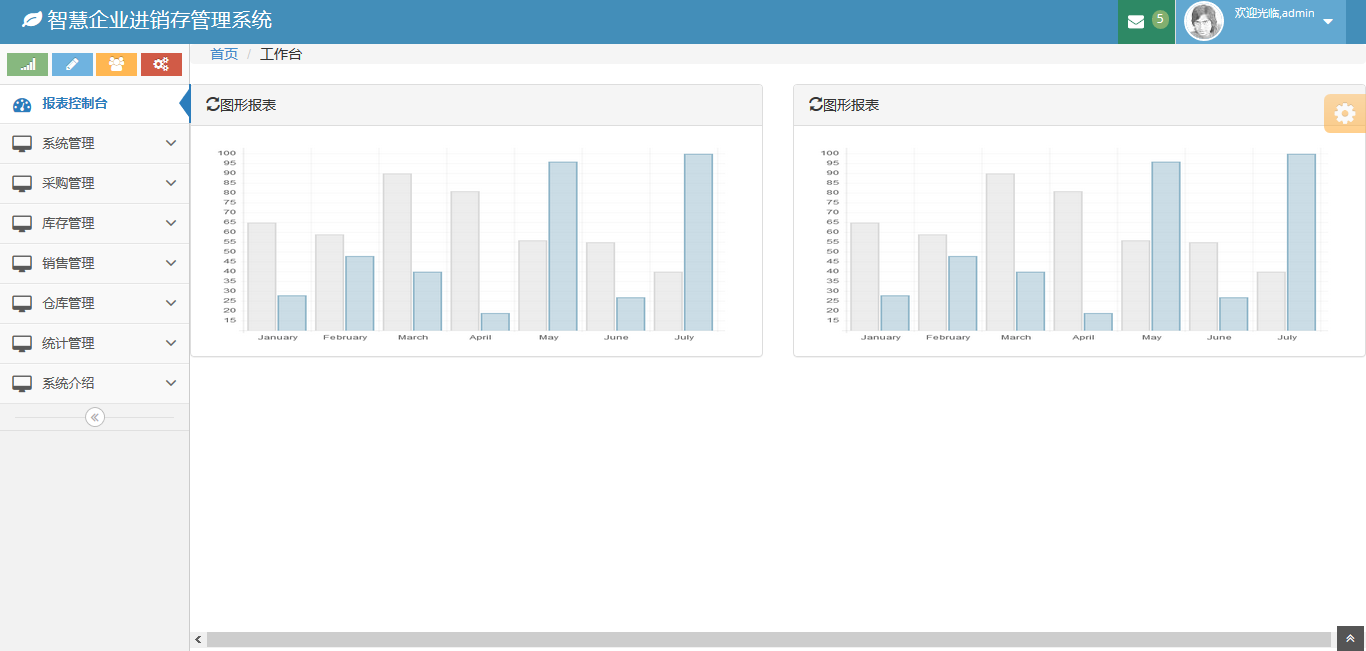 智慧企业进销存管理系统
5
欢迎光临,admin
首页 / 工作台
报表控制台
系统管理
采购管理
库存管理
销售管理
仓库管理
统计管理
系统介绍
图形报表
100
95
90
85
80
75
70
65
60
55
50
45
40
35
30
25
20
15
January February March April May June July
图形报表
100
95
90
85
80
75
70
65
60
55
50
45
40
35
30
25
20
15
January February March April May June July